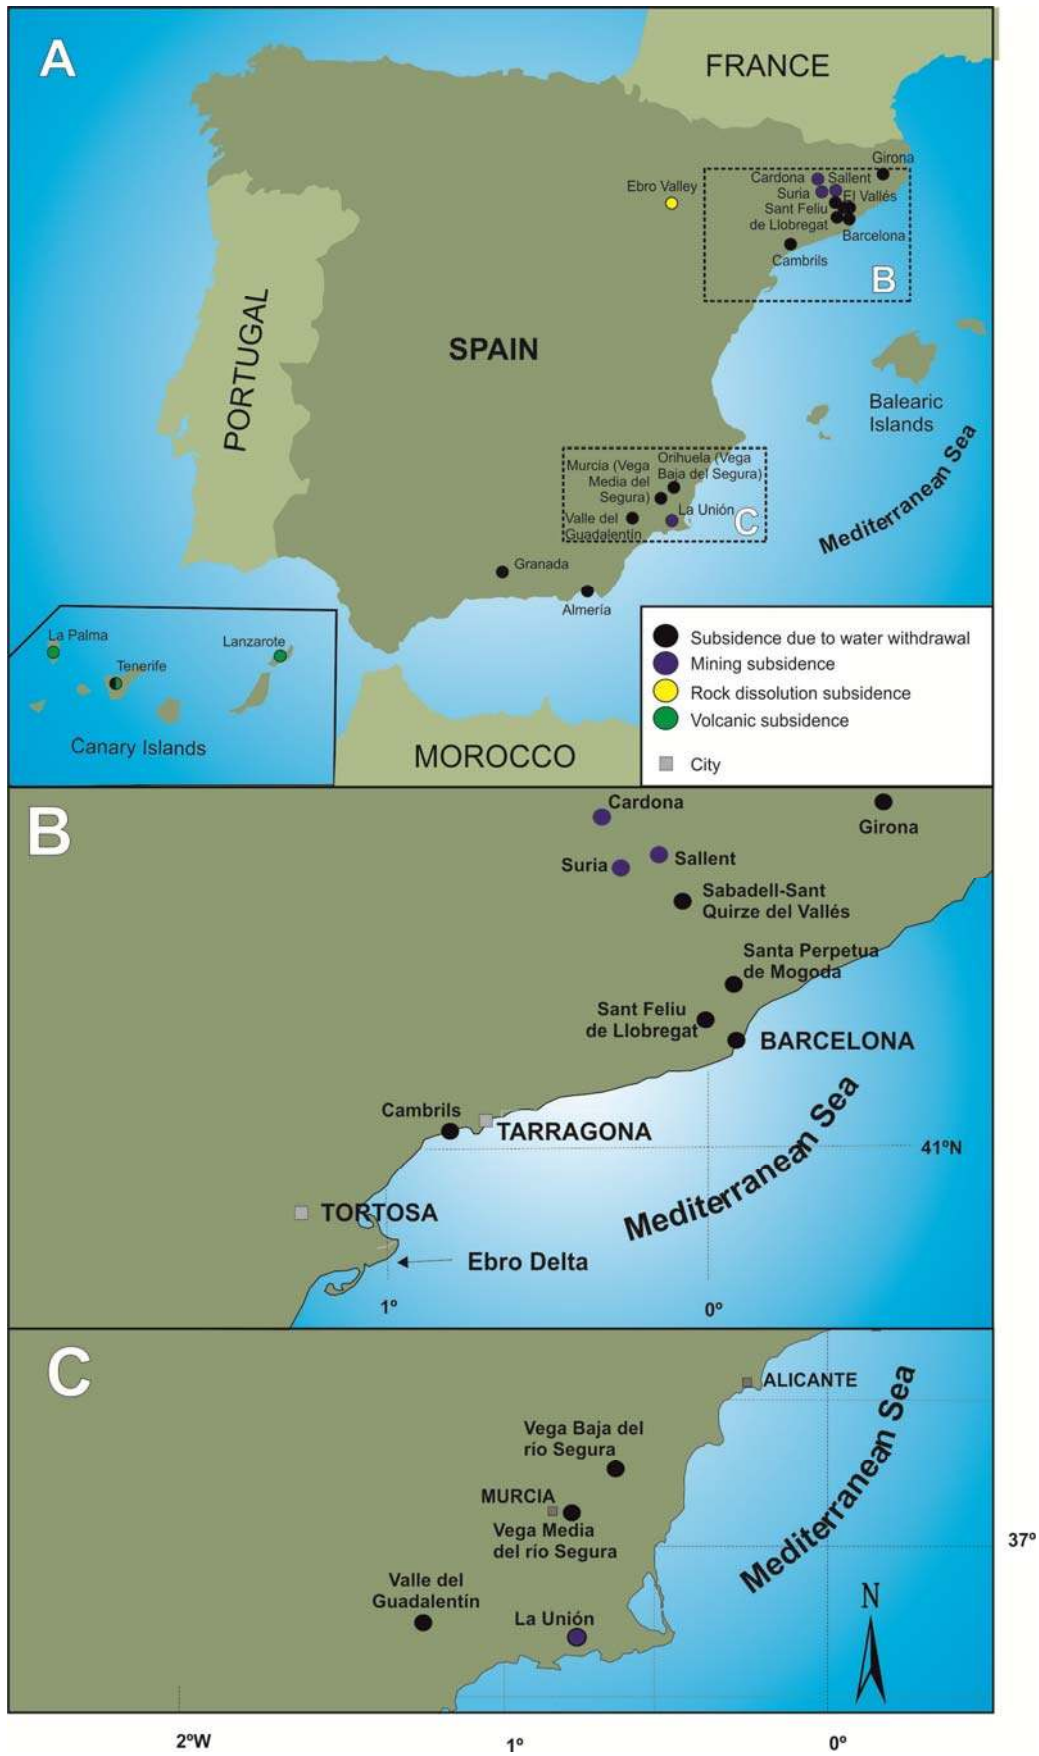 A
FRANCE
Girona
Cardona
Sallent
Suria
El Vallés
Ebro Valley
Sant Feliu
de Llobregat
Barcelona
Cambrils
B
PORTUGAL
SPAIN
Balearic
Islands
Mediterranean Sea
Murcia (Vega
Media del
Segura)
Orihuela (Vega
Baja del Segura)
La Unión
C
Valle del
Guadalentín
Granada
Almería
La Palma
Lanzarote
Tenerife
Canary Islands
MOROCCO
Subsidence due to water withdrawal
Mining subsidence
Rock dissolution subsidence
Volcanic subsidence
City
B
Cardona
Girona
Suria
Sallent
Sabadell-Sant
Quirze del Vallés
Santa Perpetua
de Mogoda
Sant Feliu
de Llobregat
BARCELONA
Cambrils
TARRAGONA
41ºN
Mediterranean Sea
TORTOSA
Ebro Delta
1º
0º
C
ALICANTE
Mediterranean Sea
Vega Baja del
río Segura
MURCIA
Vega Media
del río Segura
37º
Valle del
Guadalentín
La Unión
N
2ºW
1º
0º